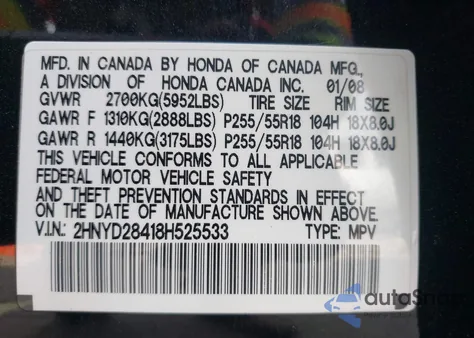 MFD. IN CANADA BY HONDA OF CANADA MFG.,
A DIVISION OF HONDA CANADA INC. 01/08
GVWR 2700KG(5952LBS) TIRE SIZE RIM SIZE
GAWR F 1310KG(2888LBS) P255/55R18 104H 18X8.0J
GAWR R 1440KG(3175LBS) P255/55R18 104H 18X8.0J
THIS VEHICLE CONFORMS TO ALL APPLICABLE
FEDERAL MOTOR VEHICLE SAFETY
AND THEFT PREVENTION STANDARDS IN EFFECT
ON THE DATE OF MANUFACTURE SHOWN ABOVE.
V.I.N.: 2HNYD28418H525533 TYPE: MPV